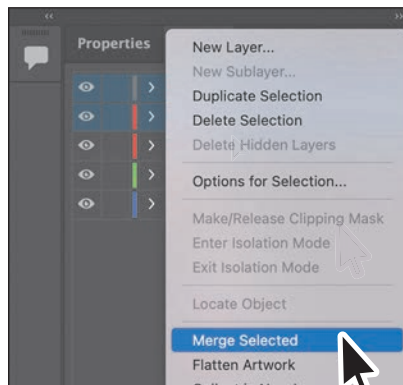 Properties
New Layer...
New Sublayer...
Duplicate Selection
Delete Selection
Delete Hidden Layers
Options for Selection...
Make/Release Clipping Mask
Enter Isolation Mode
Exit Isolation Mode
Locate Object
Merge Selected
Flatten Artwork